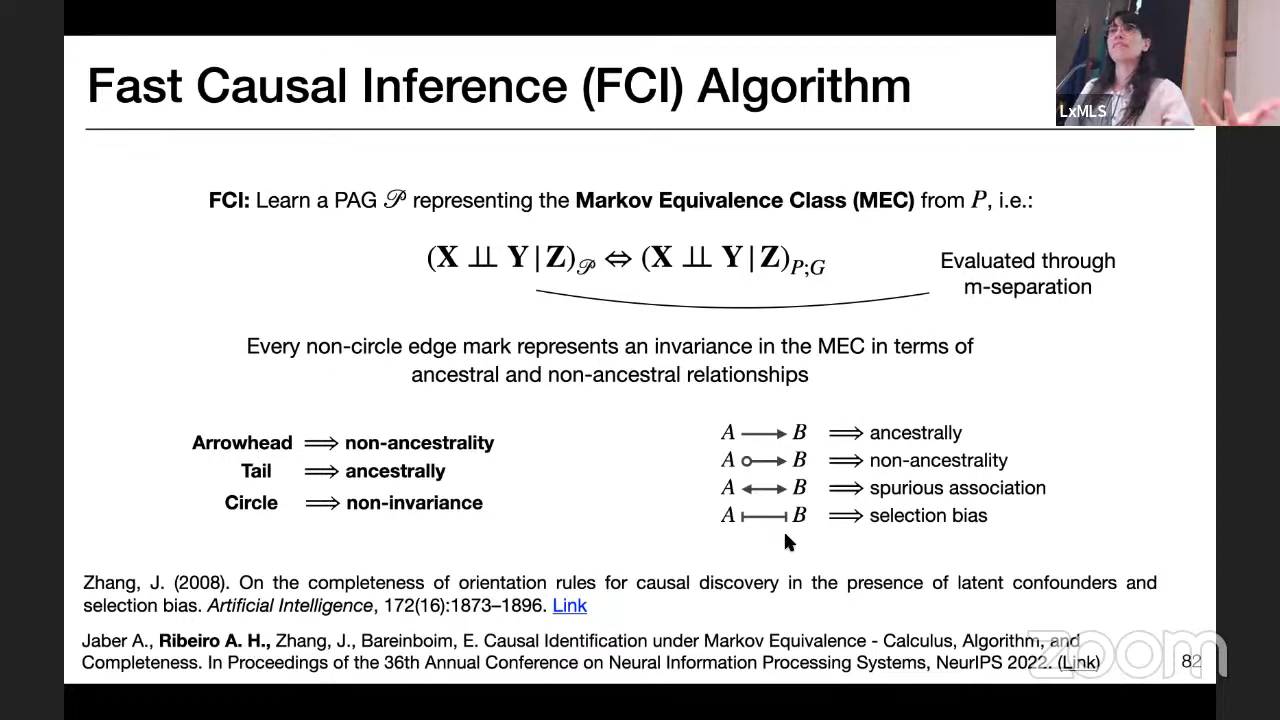 Fast Causal Inference (FCI) Algorithm
LxMLS
FCI: Learn a PAG 𝒫 representing the Markov Equivalence Class (MEC) from P, i.e.:
(X ⫫ Y | Z)𝒫 ⇔ (X ⫫ Y | Z)P;G
Evaluated through
m-separation
Every non-circle edge mark represents an invariance in the MEC in terms of
ancestral and non-ancestral relationships
Arrowhead ⟹ non-ancestrality
Tail ⟹ ancestrally
Circle ⟹ non-invariance
A → B ⟹ ancestrally
A o→ B ⟹ non-ancestrality
A ↔ B ⟹ spurious association
A ⊢⊣ B ⟹ selection bias
Zhang, J. (2008). On the completeness of orientation rules for causal discovery in the presence of latent confounders and
selection bias. Artificial Intelligence, 172(16):1873–1896. Link
Jaber A., Ribeiro A. H., Zhang, J., Bareinboim, E. Causal Identification under Markov Equivalence - Calculus, Algorithm, and
Completeness. In Proceedings of the 36th Annual Conference on Neural Information Processing Systems, NeurIPS 2022. (Link)
82
zoom